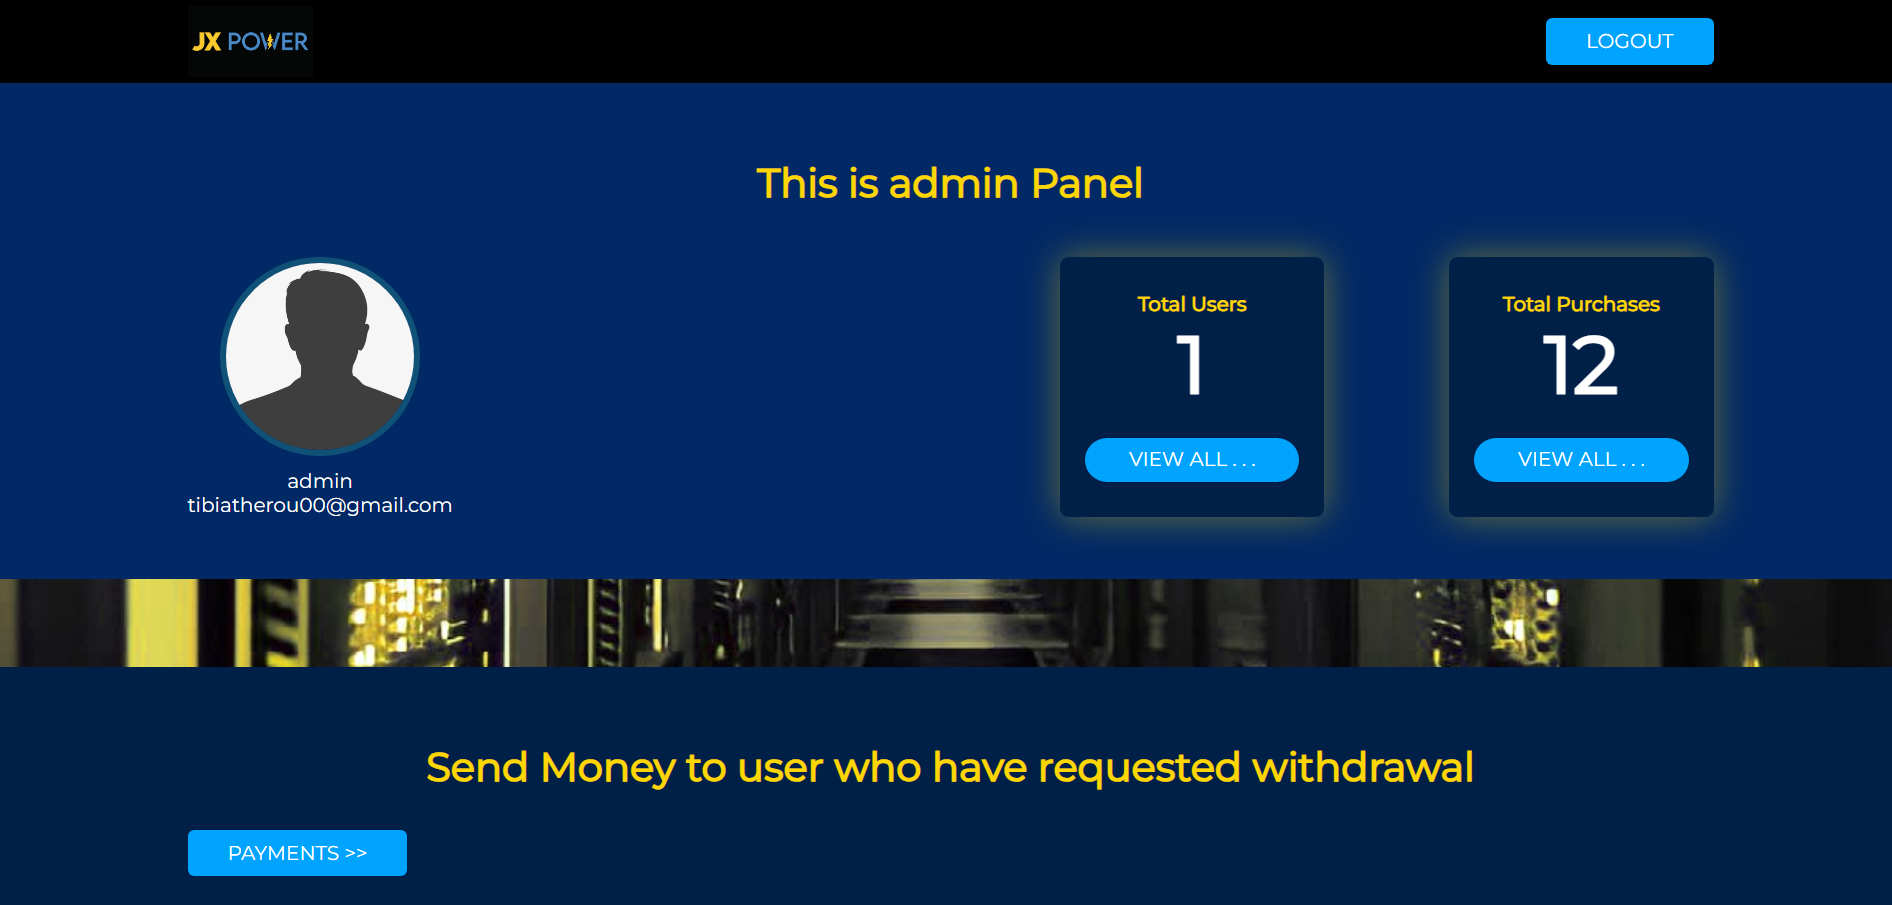 JX POWER
LOGOUT
This is admin Panel
admin
tibiatherou00@gmail.com
Total Users
1
VIEW ALL . . .
Total Purchases
12
VIEW ALL . . .
Send Money to user who have requested withdrawal
PAYMENTS >>